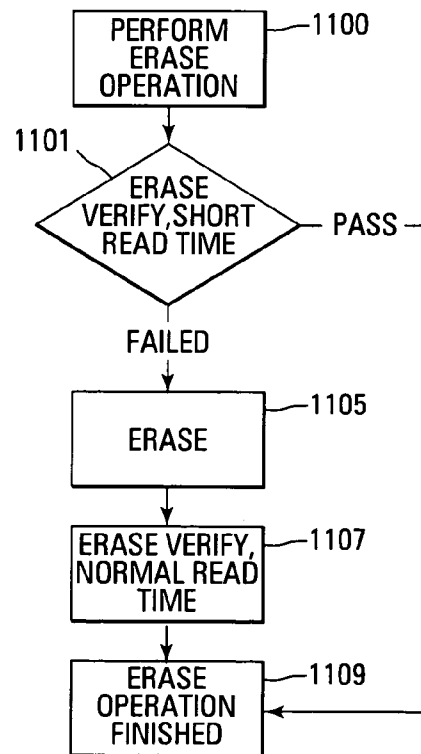 PERFORM
ERASE
OPERATION
1100
1101
ERASE
VERIFY, SHORT
READ TIME
PASS
FAILED
ERASE
1105
ERASE VERIFY,
NORMAL READ
TIME
1107
ERASE
OPERATION
FINISHED
1109